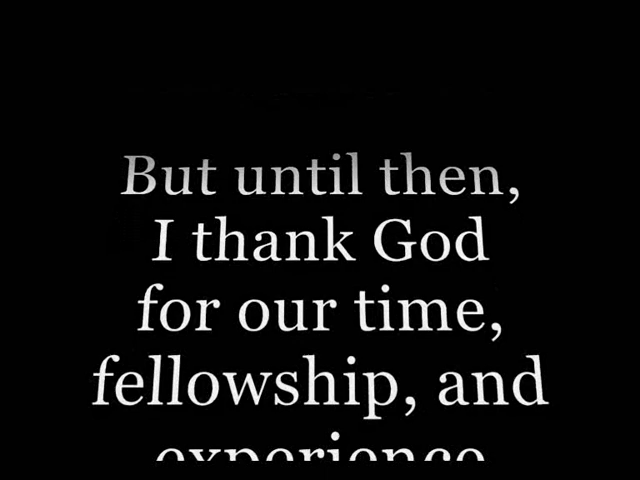 But until then,
I thank God
for our time,
fellowship, and
experience